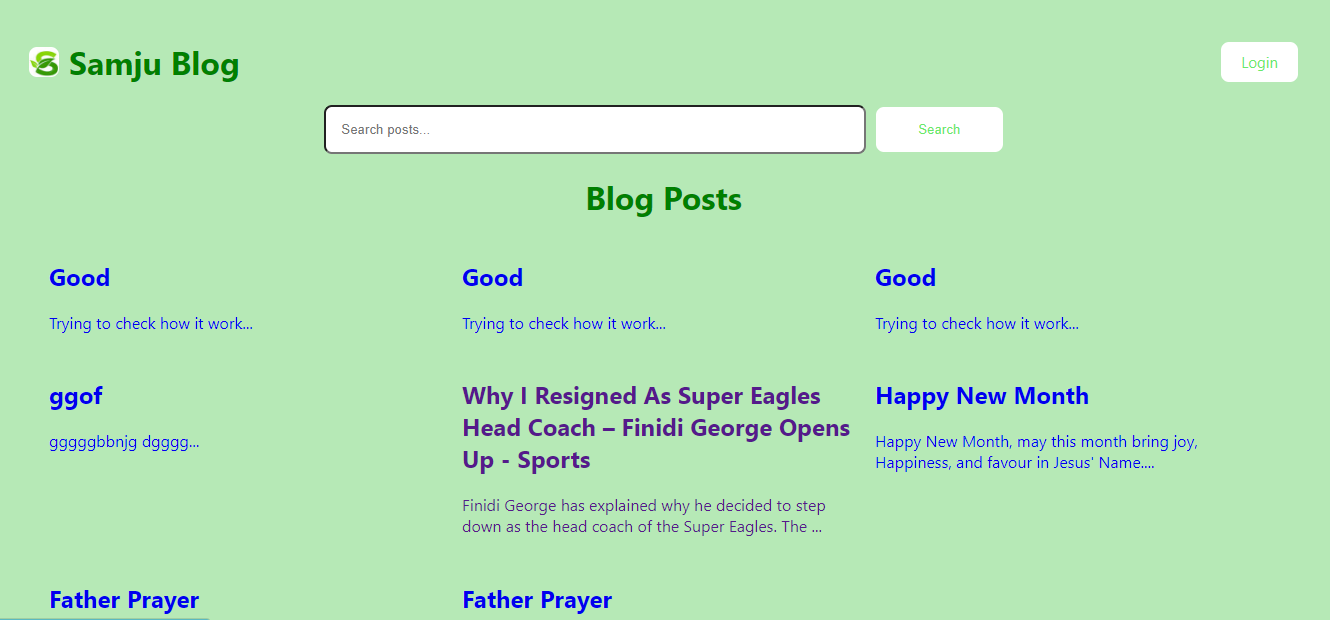 Samju Blog
Login
Search posts...
Search
Blog Posts
Good
Trying to check how it work...
Good
Trying to check how it work...
Good
Trying to check how it work...
ggof
gggggbbnjg dgggg...
Why I Resigned As Super Eagles
Head Coach – Finidi George Opens
Up - Sports
Finidi George has explained why he decided to step
down as the head coach of the Super Eagles. The ...
Happy New Month
Happy New Month, may this month bring joy,
Happiness, and favour in Jesus' Name....
Father Prayer
Father Prayer